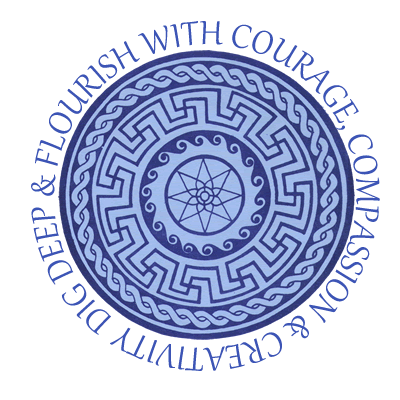 DIG DEEP & FLOURISH WITH COURAGE, COMPASSION & CREATIVITY